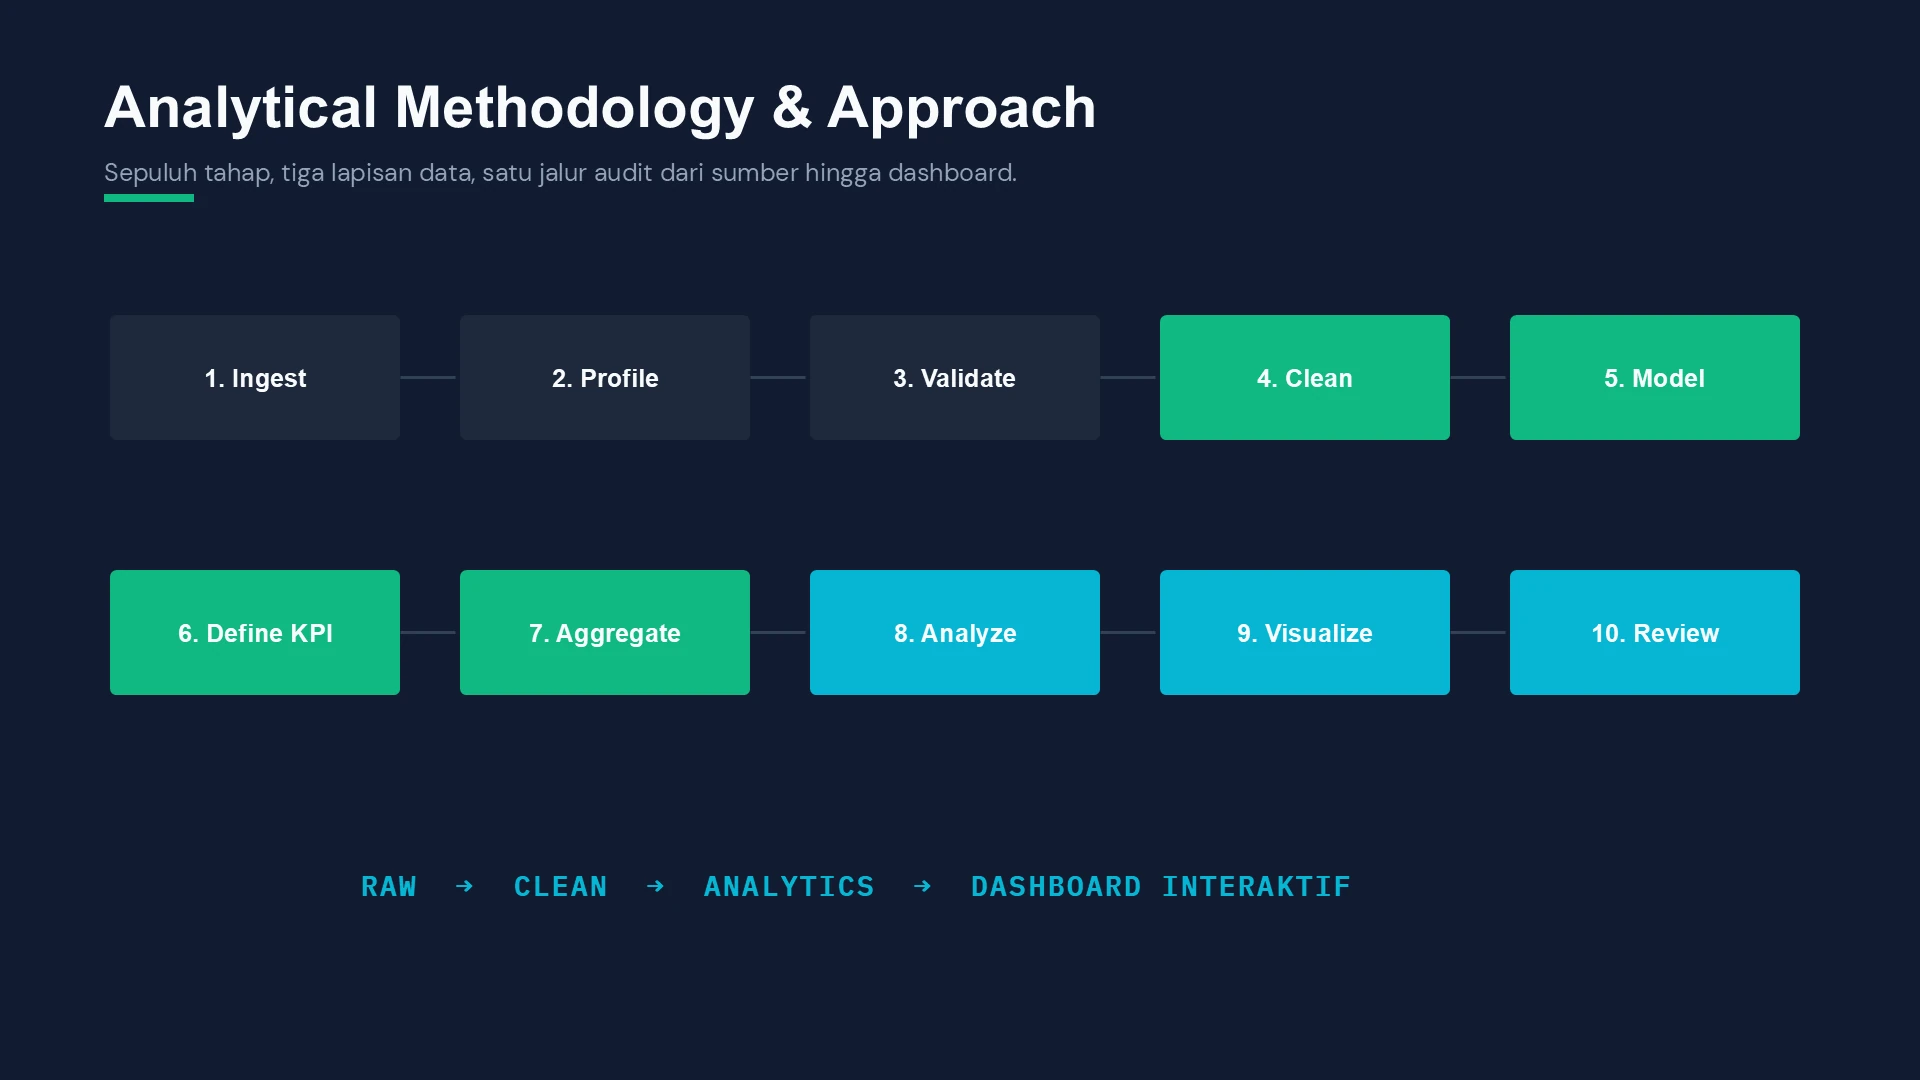 Analytical Methodology & Approach
Sepuluh tahap, tiga lapisan data, satu jalur audit dari sumber hingga dashboard.
1. Ingest
2. Profile
3. Validate
4. Clean
5. Model
6. Define KPI
7. Aggregate
8. Analyze
9. Visualize
10. Review
RAW → CLEAN → ANALYTICS → DASHBOARD INTERAKTIF